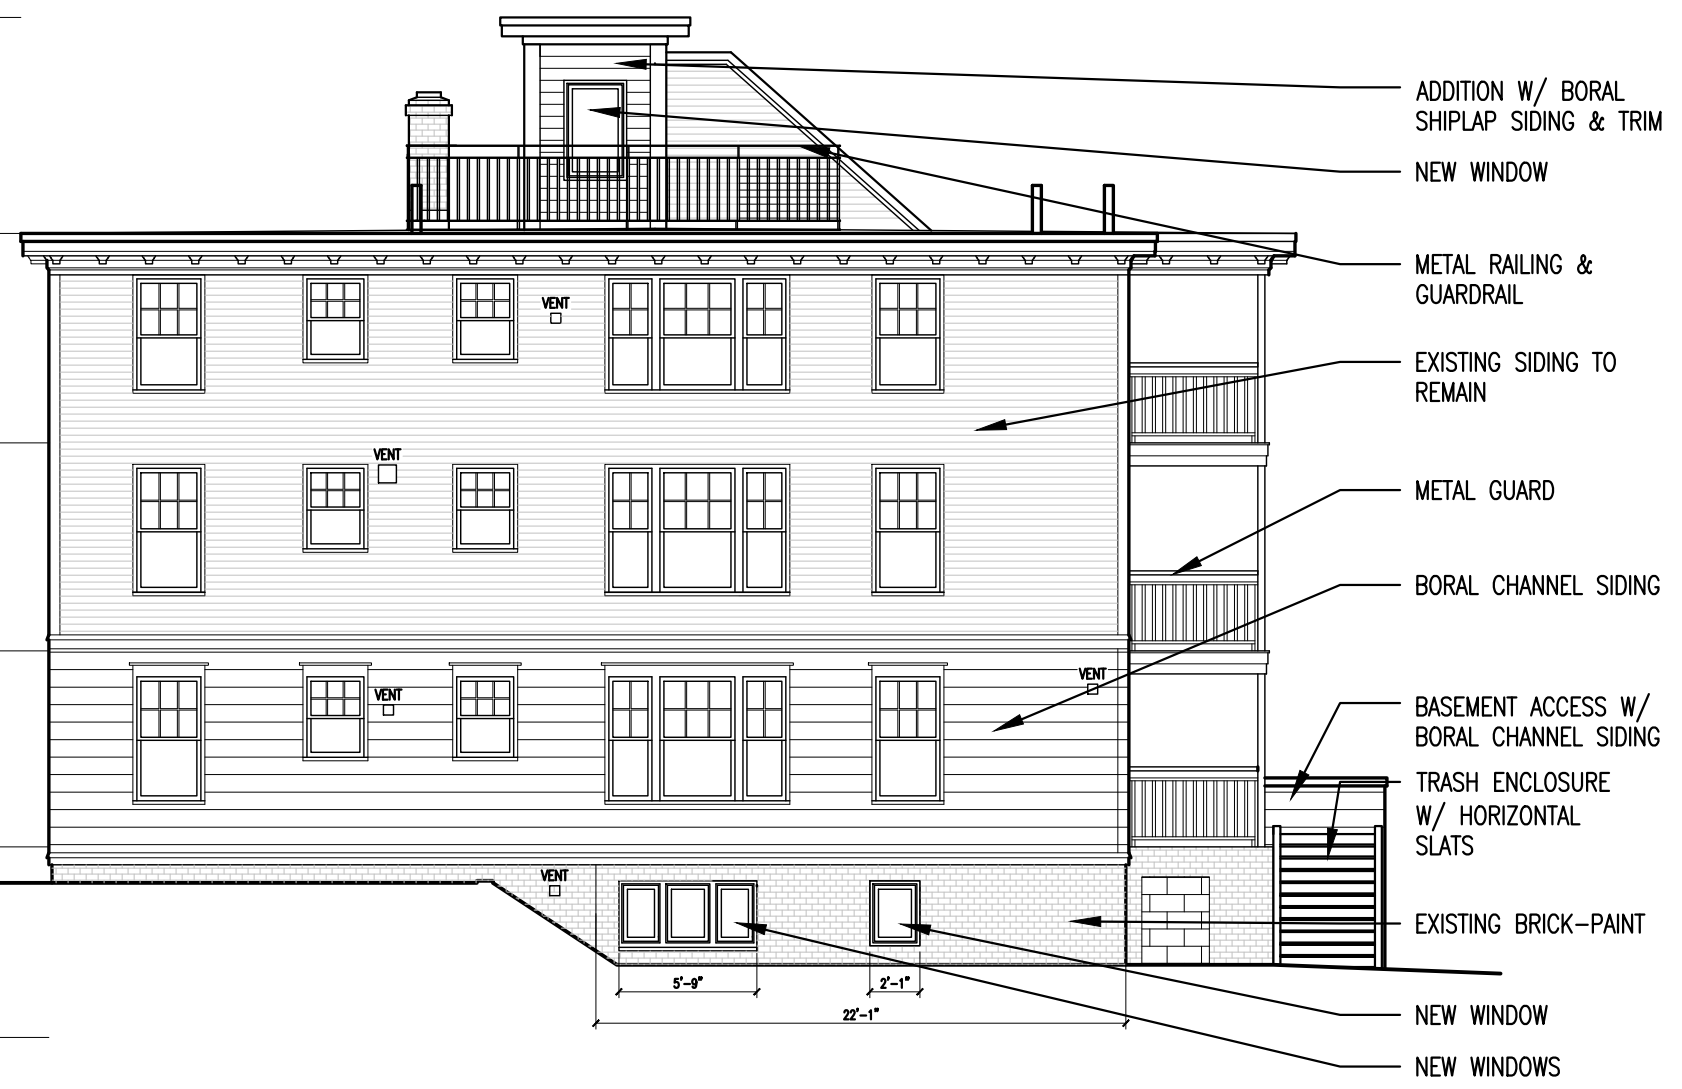 ADDITION W/ BORAL
SHIPLAP SIDING & TRIM
NEW WINDOW
METAL RAILING &
GUARDRAIL
VENT
EXISTING SIDING TO
REMAIN
VENT
METAL GUARD
BORAL CHANNEL SIDING
VENT
VENT
BASEMENT ACCESS W/
BORAL CHANNEL SIDING
TRASH ENCLOSURE
W/ HORIZONTAL
SLATS
VENT
EXISTING BRICK-PAINT
5'-9"
2'-1"
22'-1"
NEW WINDOW
NEW WINDOWS